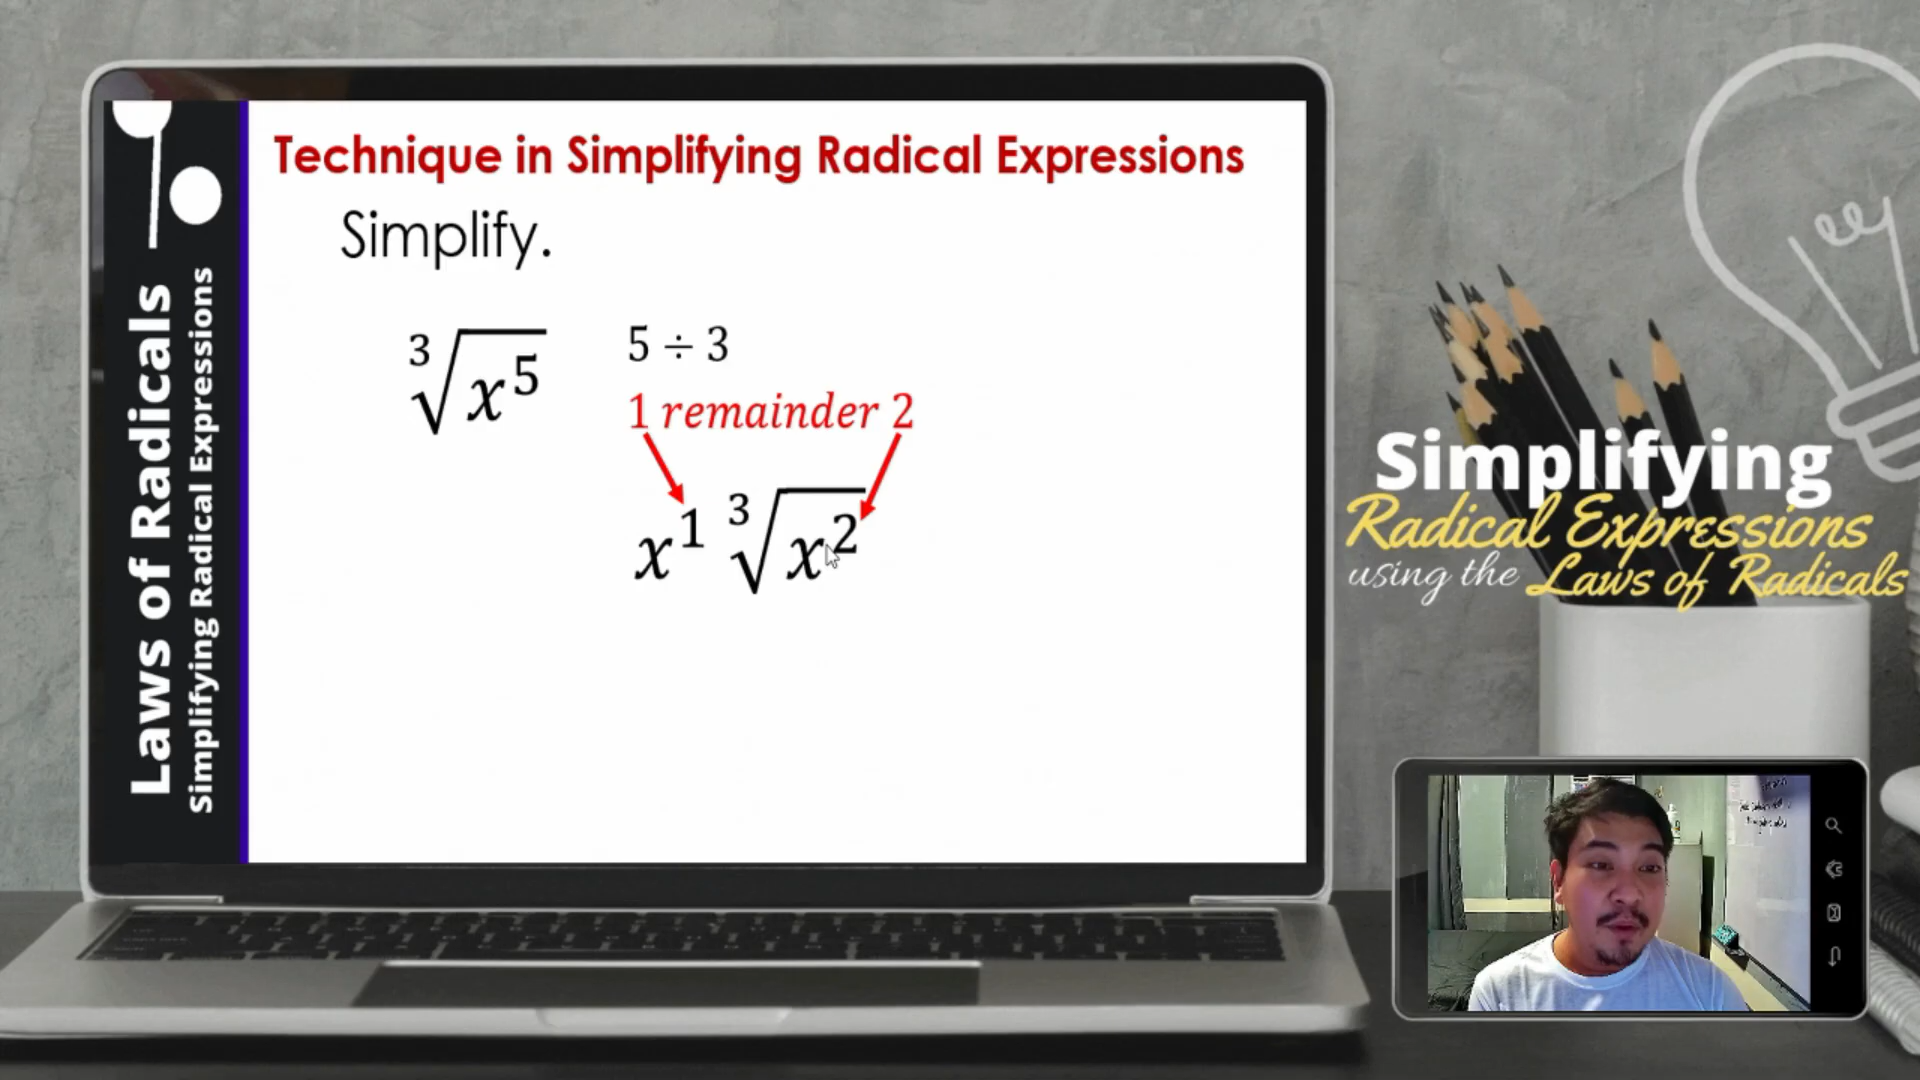 Technique in Simplifying Radical Expressions
Simplify.
∛x⁵
5 ÷ 3
1 remainder 2
x¹ ∛x²
Laws of Radicals
Simplifying Radical Expressions
Simplifying
Radical Expressions
using the Laws of Radicals